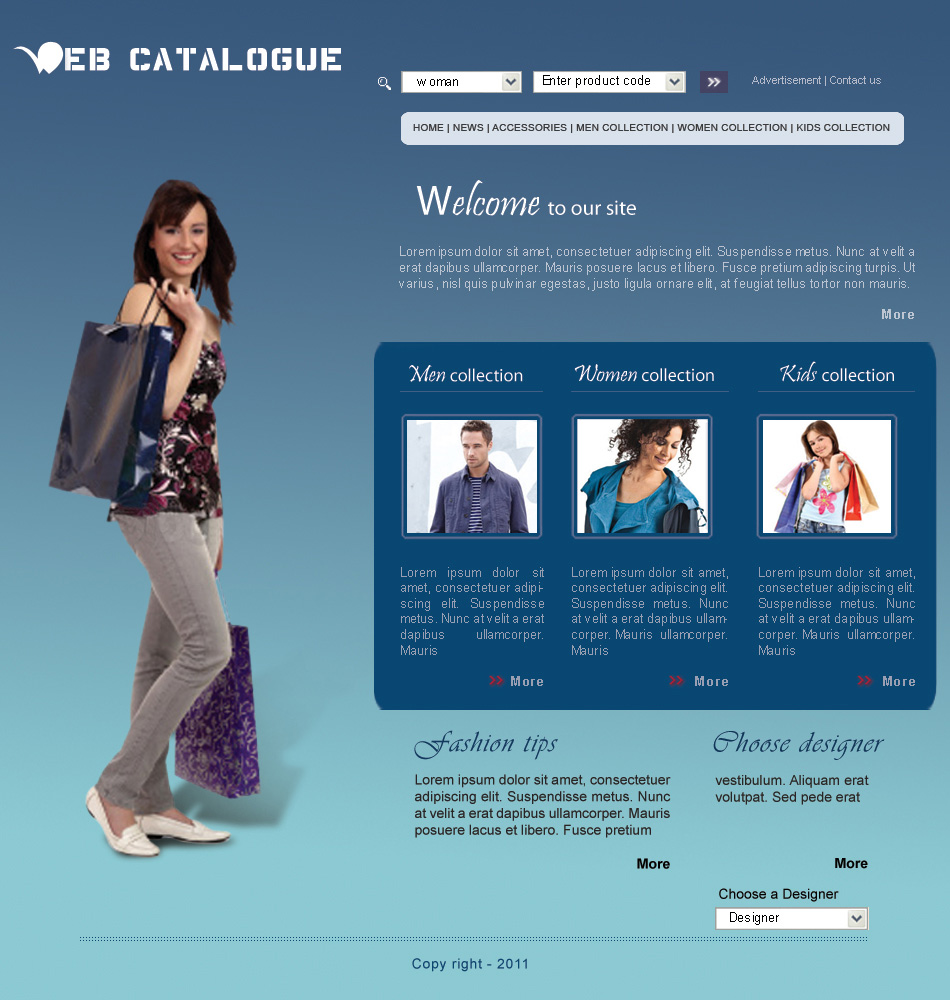 WEB CATALOGUE
woman
Enter product code
Advertisement | Contact us
HOME | NEWS | ACCESSORIES | MEN COLLECTION | WOMEN COLLECTION | KIDS COLLECTION
Welcome to our site
Lorem ipsum dolor sit amet, consectetuer adipiscing elit. Suspendisse metus. Nunc at velit a
erat dapibus ullamcorper. Mauris posuere lacus et libero. Fusce pretium adipiscing turpis. Ut
varius, nisl quis pulvinar egestas, justo ligula ornare elit, at feugiat tellus tortor non mauris.
More
Men collection
Lorem ipsum dolor sit
amet, consectetuer adipi-
scing elit. Suspendisse
metus. Nunc at velit a erat
dapibus ullamcorper.
Mauris
>> More
Women collection
Lorem ipsum dolor sit amet,
consectetuer adipiscing elit.
Suspendisse metus. Nunc
at velit a erat dapibus ullam-
corper. Mauris ullamcorper.
Mauris
>> More
Kids collection
Lorem ipsum dolor sit amet,
consectetuer adipiscing elit.
Suspendisse metus. Nunc
at velit a erat dapibus ullam-
corper. Mauris ullamcorper.
Mauris
>> More
Fashion tips
Lorem ipsum dolor sit amet, consectetuer
adipiscing elit. Suspendisse metus. Nunc
at velit a erat dapibus ullamcorper. Mauris
posuere lacus et libero. Fusce pretium
More
Choose designer
vestibulum. Aliquam erat
volutpat. Sed pede erat
More
Choose a Designer
Designer
Copy right - 2011